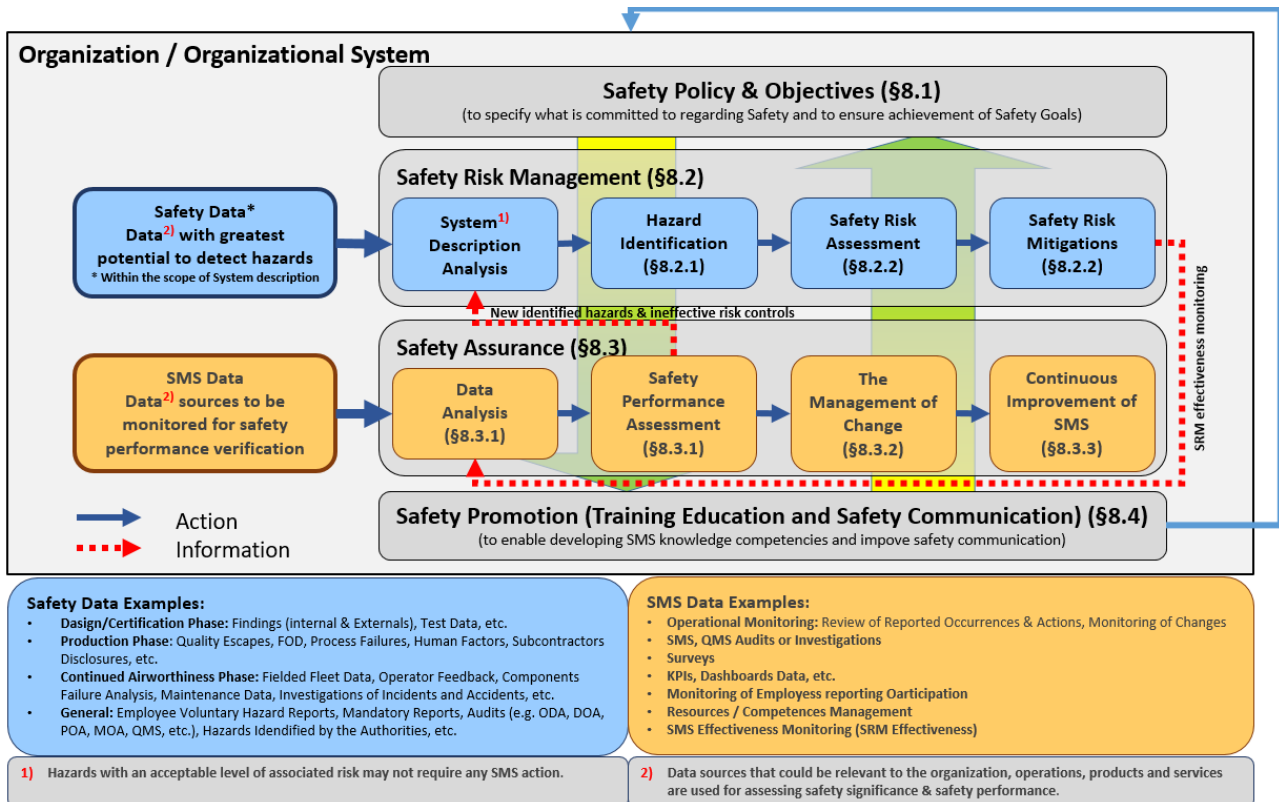 Organization / Organizational System
Safety Policy & Objectives (§8.1)
(to specify what is committed to regarding Safety and to ensure achievement of Safety Goals)
Safety Risk Management (§8.2)
Safety Data*
Data2) with greatest
potential to detect hazards
* Within the scope of System description
System1)
Description
Analysis
Hazard
Identification
(§8.2.1)
Safety Risk
Assessment
(§8.2.2)
Safety Risk
Mitigations
(§8.2.2)
SRM effectiveness monitoring
New identified hazards & ineffective risk controls
Safety Assurance (§8.3)
SMS Data
Data2) sources to be
monitored for safety
performance verification
Data
Analysis
(§8.3.1)
Safety
Performance
Assessment
(§8.3.1)
The
Management of
Change
(§8.3.2)
Continuous
Improvement of
SMS
(§8.3.3)
Safety Promotion (Training Education and Safety Communication) (§8.4)
(to enable developing SMS knowledge competencies and impove safety communication)
Action
Information
Safety Data Examples:
• Dasign/Certification Phase: Findings (internal & Externals), Test Data, etc.
• Production Phase: Quality Escapes, FOD, Process Failures, Human Factors, Subcontractors
Disclosures, etc.
• Continued Airworthiness Phase: Fielded Fleet Data, Operator Feedback, Components
Failure Analysis, Maintenance Data, Investigations of Incidents and Accidents, etc.
• General: Employee Voluntary Hazard Reports, Mandatory Reports, Audits (e.g. ODA, DOA,
POA, MOA, QMS, etc.), Hazards Idendified by the Authorities, etc.
SMS Data Examples:
• Operational Monitoring: Review of Reported Occurrences & Actions, Monitoring of Changes
• SMS, QMS Audits or Investigations
• Surveys
• KPIs, Dashboards Data, etc.
• Monitoring of Employess reporting Oarticipation
• Resources / Competences Management
• SMS Effectiveness Monitoring (SRM Effectiveness)
1) Hazards with an acceptable level of associated risk may not require any SMS action.
2) Data sources that could be relevant to the organization, operations, products and services
are used for assessing safety significance & safety performance.